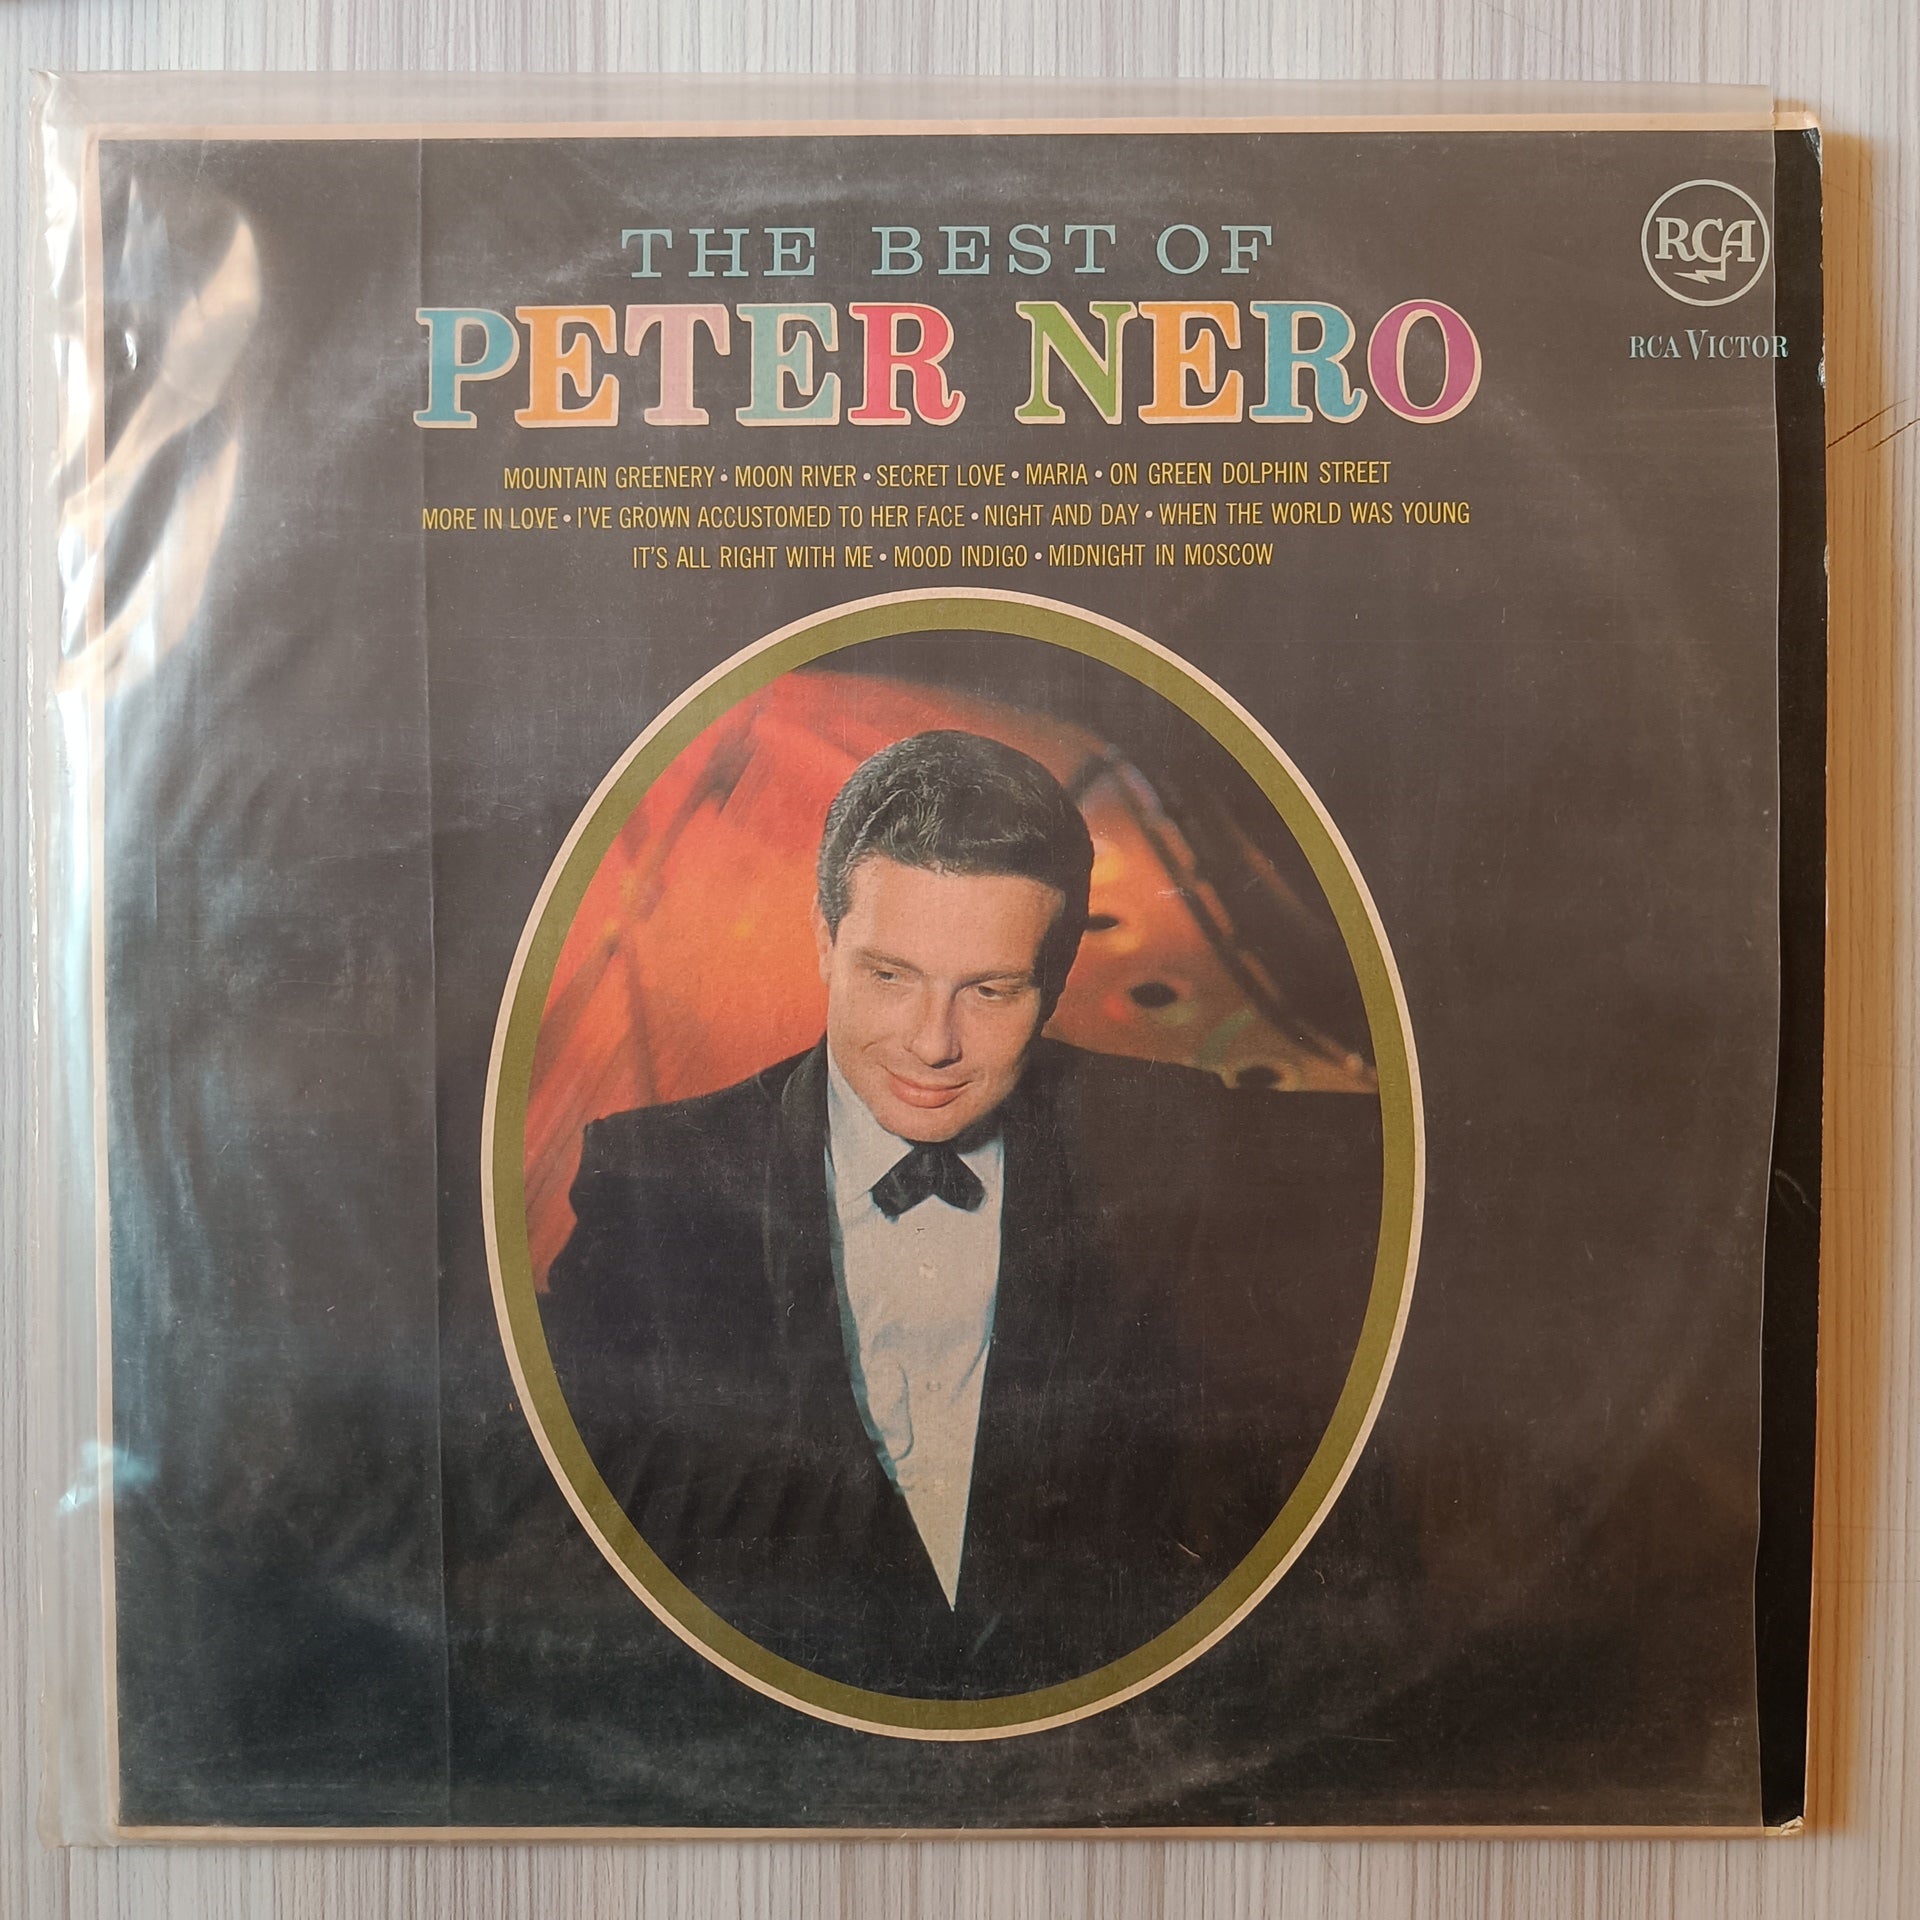 THE BEST OF
PETER NERO
RCA
RCA VICTOR
MOUNTAIN GREENERY • MOON RIVER • SECRET LOVE • MARIA • ON GREEN DOLPHIN STREET
MORE IN LOVE • I'VE GROWN ACCUSTOMED TO HER FACE • NIGHT AND DAY • WHEN THE WORLD WAS YOUNG
IT'S ALL RIGHT WITH ME • MOOD INDIGO • MIDNIGHT IN MOSCOW